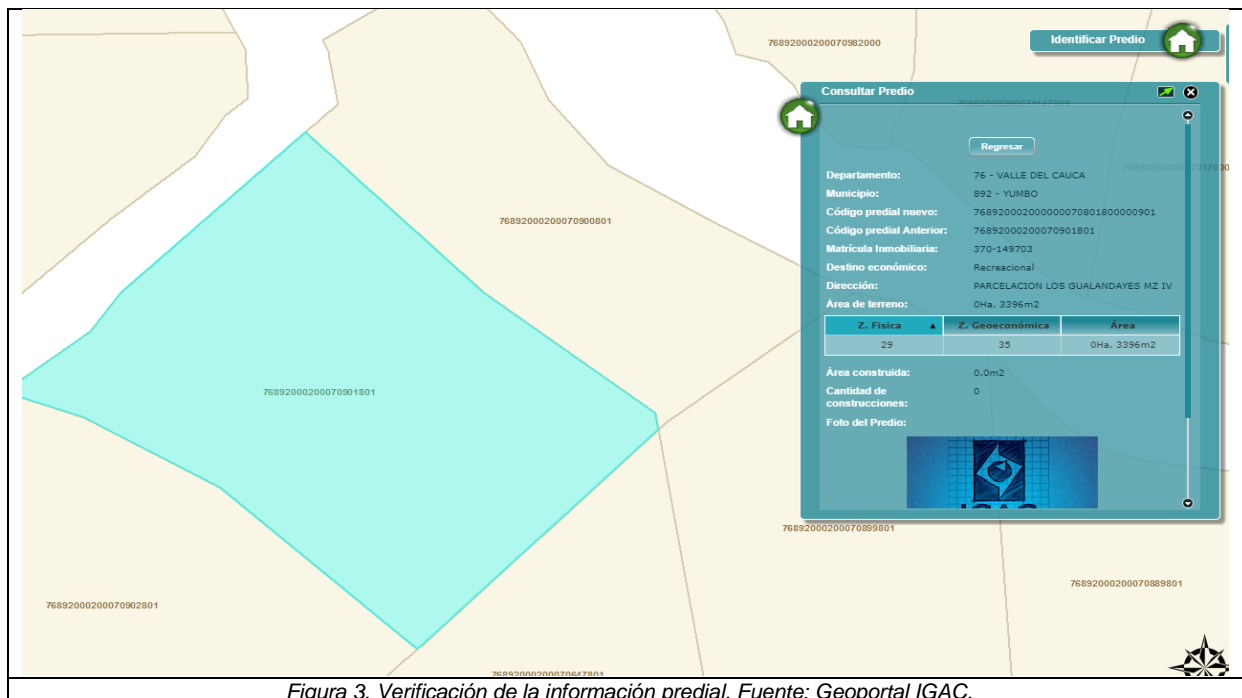 76892000200070982000
Identificar Predio
Consultar Predio
76892000200071147000
Regresar
Departamento: 76 - VALLE DEL CAUCA
Municipio: 892 - YUMBO
Código predial nuevo: 768920002000000070801800000901
Código predial Anterior: 76892000200070901801
Matrícula Inmobiliaria: 370-149703
Destino económico: Recreacional
Dirección: PARCELACION LOS GUALANDAYES MZ IV
Área de terreno: 0Ha, 3396m2
Z. Física Z. Geoeconómica Área
29 35 0Ha, 3396m2
Área construida: 0.0m2
Cantidad de construcciones: 0
Foto del Predio:
IGAC
76892000200070900801
76892000200070901801
76892000200070899801
76892000200070889801
76892000200070902801
76892000200070647801
Figura 3. Verificación de la información predial. Fuente: Geoportal IGAC.